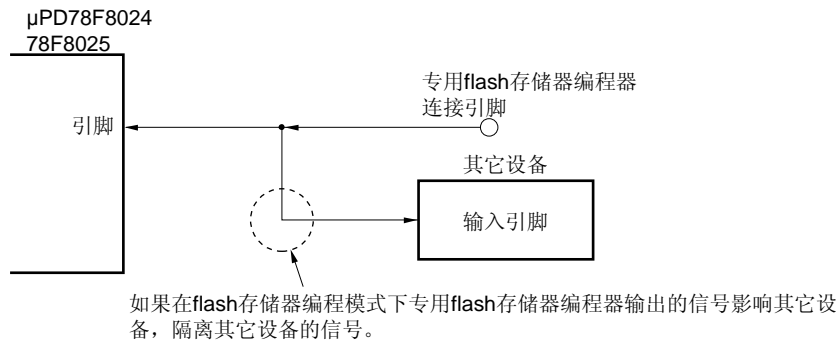 μPD78F8024
78F8025
专用flash存储器编程器
连接引脚
引脚
其它设备
输入引脚
如果在flash存储器编程模式下专用flash存储器编程器输出的信号影响其它设
备，隔离其它设备的信号。